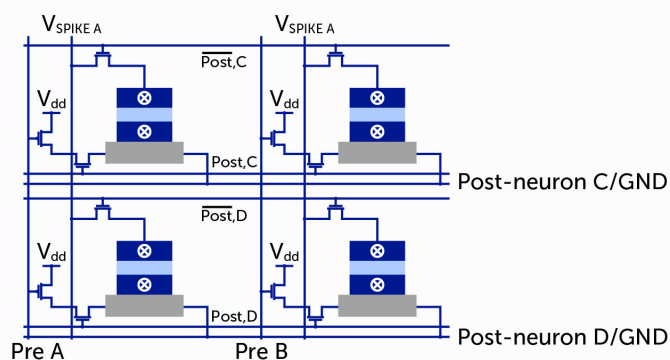 V_SPIKE A V_SPIKE A
P̅o̅s̅t̅,C P̅o̅s̅t̅,C
V_dd V_dd
Post,C Post,C
Post-neuron C/GND
P̅o̅s̅t̅,D P̅o̅s̅t̅,D
V_dd V_dd
Post,D Post,D
Post-neuron D/GND
Pre A Pre B